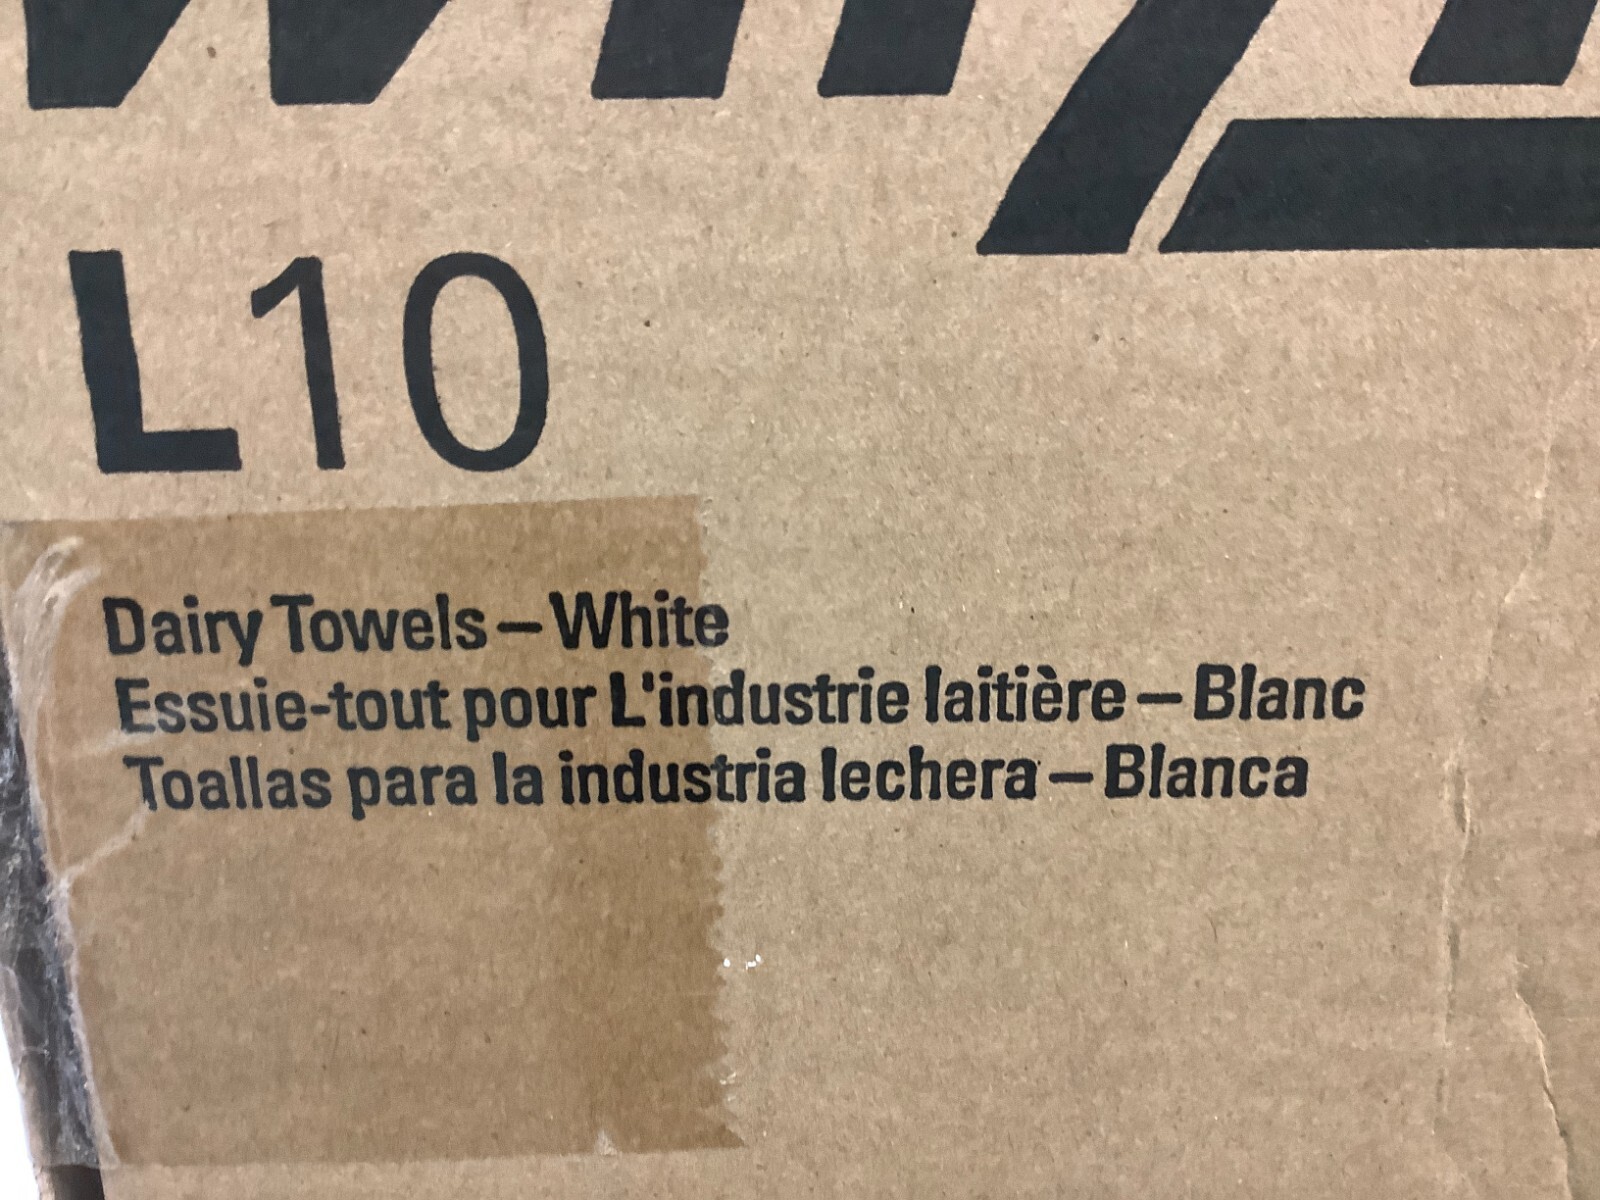 L10
Dairy Towels – White
Essuie-tout pour L'industrie laitière – Blanc
Toallas para la industria lechera – Blanca